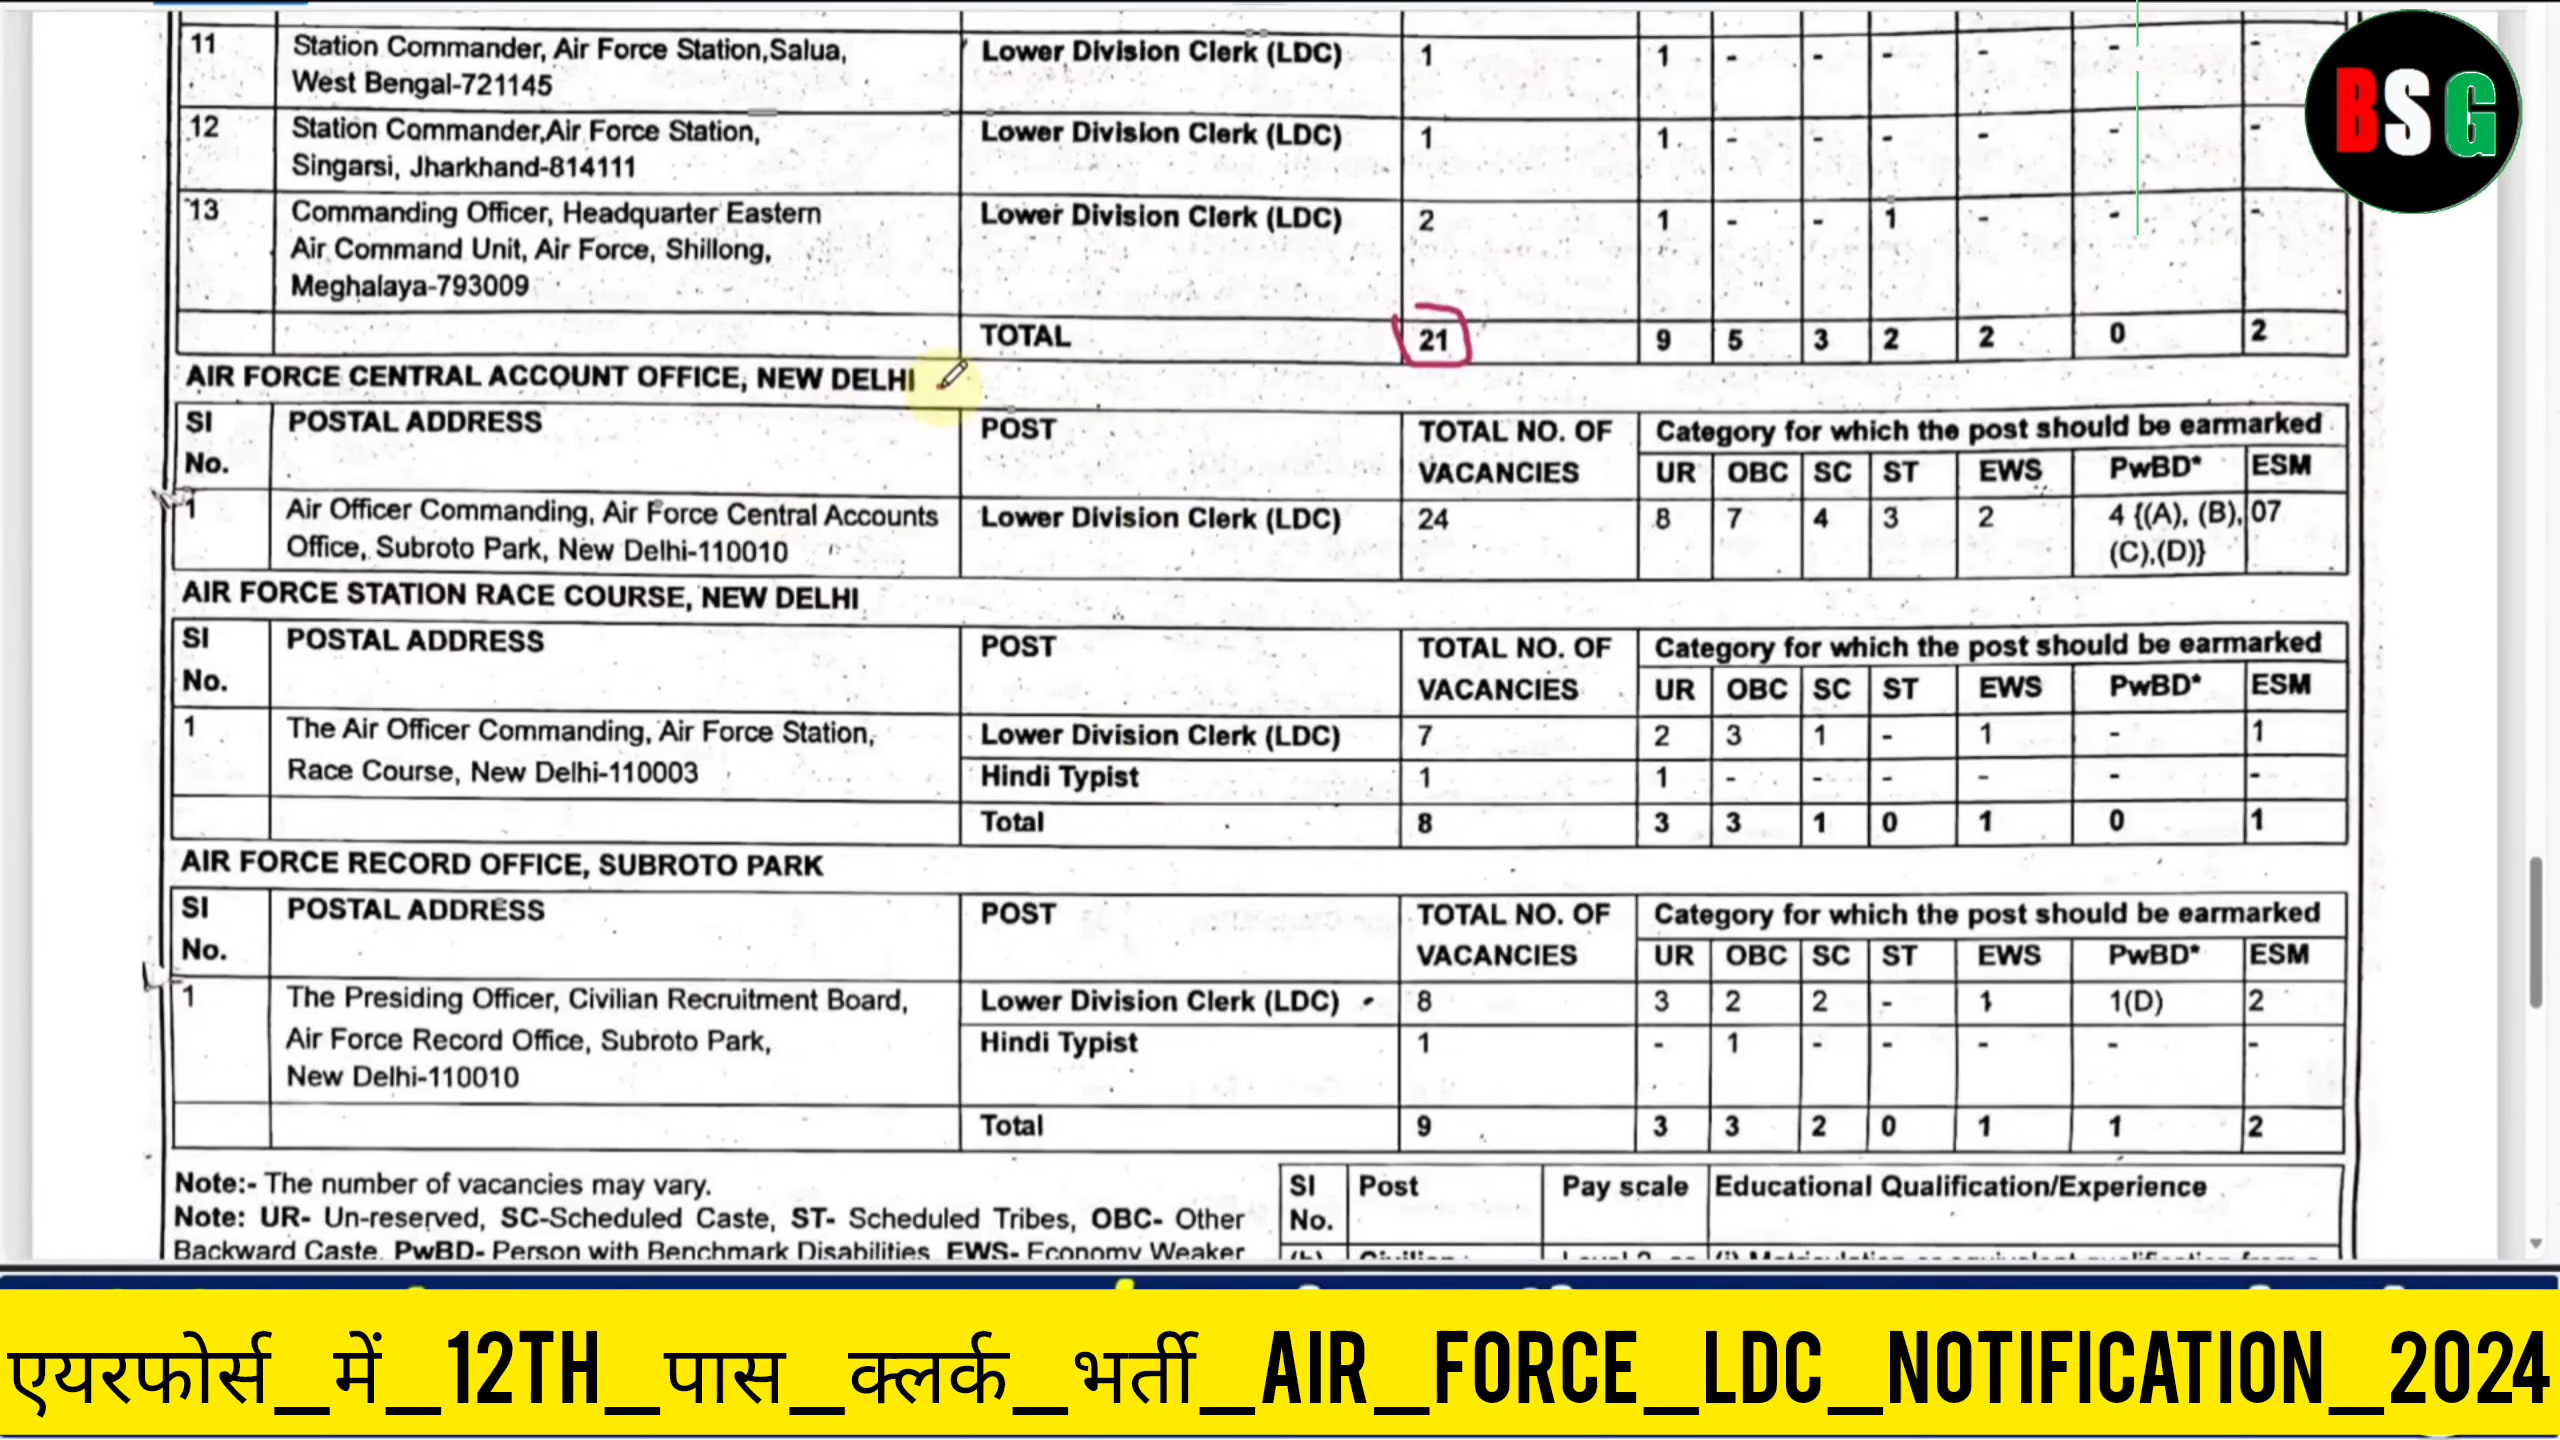 11 Station Commander, Air Force Station,Salua, Lower Division Clerk (LDC) 1 1 - - - - - -
West Bengal-721145
12 Station Commander,Air Force Station, Lower Division Clerk (LDC) 1 1 - - - - - -
Singarsi, Jharkhand-814111
13 Commanding Officer, Headquarter Eastern Lower Division Clerk (LDC) 2 1 - - 1 - - -
Air Command Unit, Air Force, Shillong,
Meghalaya-793009
TOTAL 21 9 5 3 2 2 0 2
BSG
AIR FORCE CENTRAL ACCOUNT OFFICE, NEW DELHI
SI POSTAL ADDRESS POST TOTAL NO. OF Category for which the post should be earmarked
No. VACANCIES UR OBC SC ST EWS PwBD* ESM
1 Air Officer Commanding, Air Force Central Accounts Lower Division Clerk (LDC) 24 8 7 4 3 2 4 {(A), (B), 07
Office, Subroto Park, New Delhi-110010 (C),(D)}
AIR FORCE STATION RACE COURSE, NEW DELHI
SI POSTAL ADDRESS POST TOTAL NO. OF Category for which the post should be earmarked
No. VACANCIES UR OBC SC ST EWS PwBD* ESM
1 The Air Officer Commanding, Air Force Station, Lower Division Clerk (LDC) 7 2 3 1 - 1 - 1
Race Course, New Delhi-110003 Hindi Typist 1 1 - - - - - -
Total 8 3 3 1 0 1 0 1
AIR FORCE RECORD OFFICE, SUBROTO PARK
SI POSTAL ADDRESS POST TOTAL NO. OF Category for which the post should be earmarked
No. VACANCIES UR OBC SC ST EWS PwBD* ESM
1 The Presiding Officer, Civilian Recruitment Board, Lower Division Clerk (LDC) 8 3 2 2 - 1 1(D) 2
Air Force Record Office, Subroto Park, Hindi Typist 1 - 1 - - - - -
New Delhi-110010
Total 9 3 3 2 0 1 1 2
Note:- The number of vacancies may vary.
Note: UR- Un-reserved, SC-Scheduled Caste, ST- Scheduled Tribes, OBC- Other
Backward Caste, PwBD- Person with Benchmark Disabilities, EWS- Economy Weaker
SI Post Pay scale Educational Qualification/Experience
No.
एयरफोर्स_में_12TH_पास_क्लर्क_भर्ती_AIR_FORCE_LDC_NOTIFICATION_2024